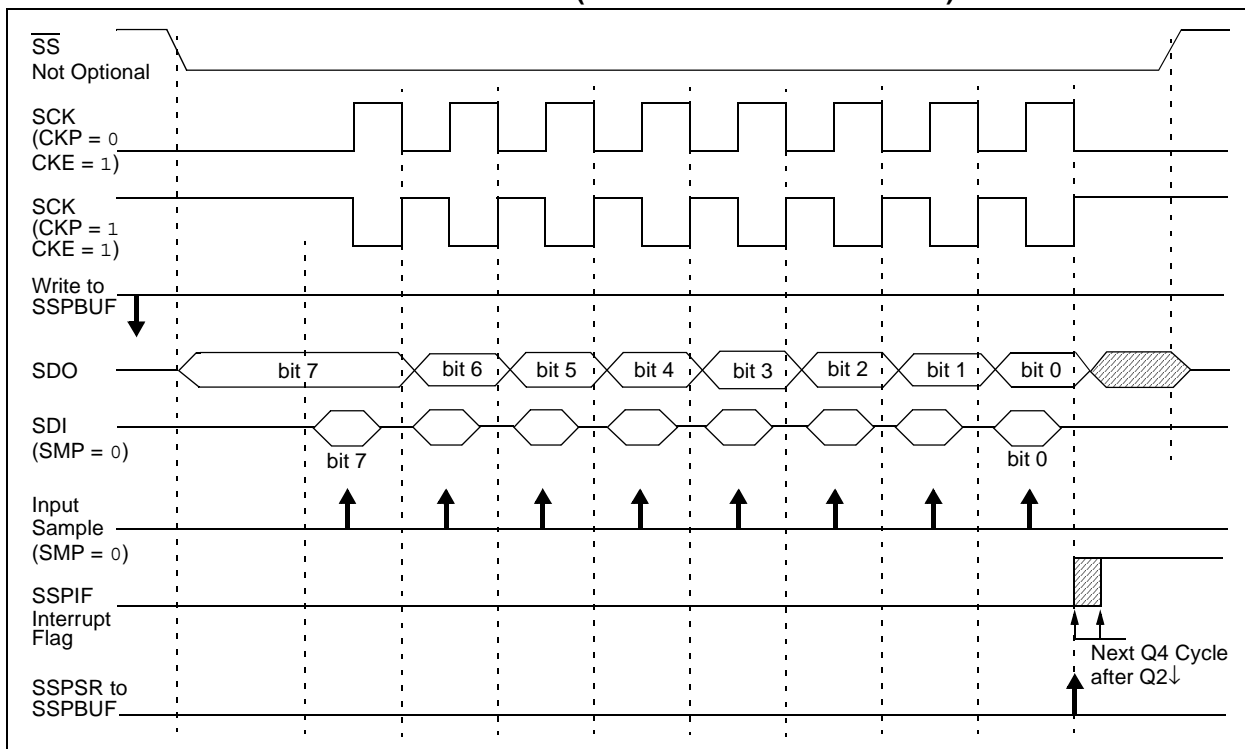 SS
Not Optional
SCK
(CKP = 0
CKE = 1)
SCK
(CKP = 1
CKE = 1)
Write to
SSPBUF
SDO
bit 7 bit 6 bit 5 bit 4 bit 3 bit 2 bit 1 bit 0
SDI
(SMP = 0)
bit 7 bit 0
Input
Sample
(SMP = 0)
SSPIF
Interrupt
Flag
Next Q4 Cycle
after Q2↓
SSPSR to
SSPBUF